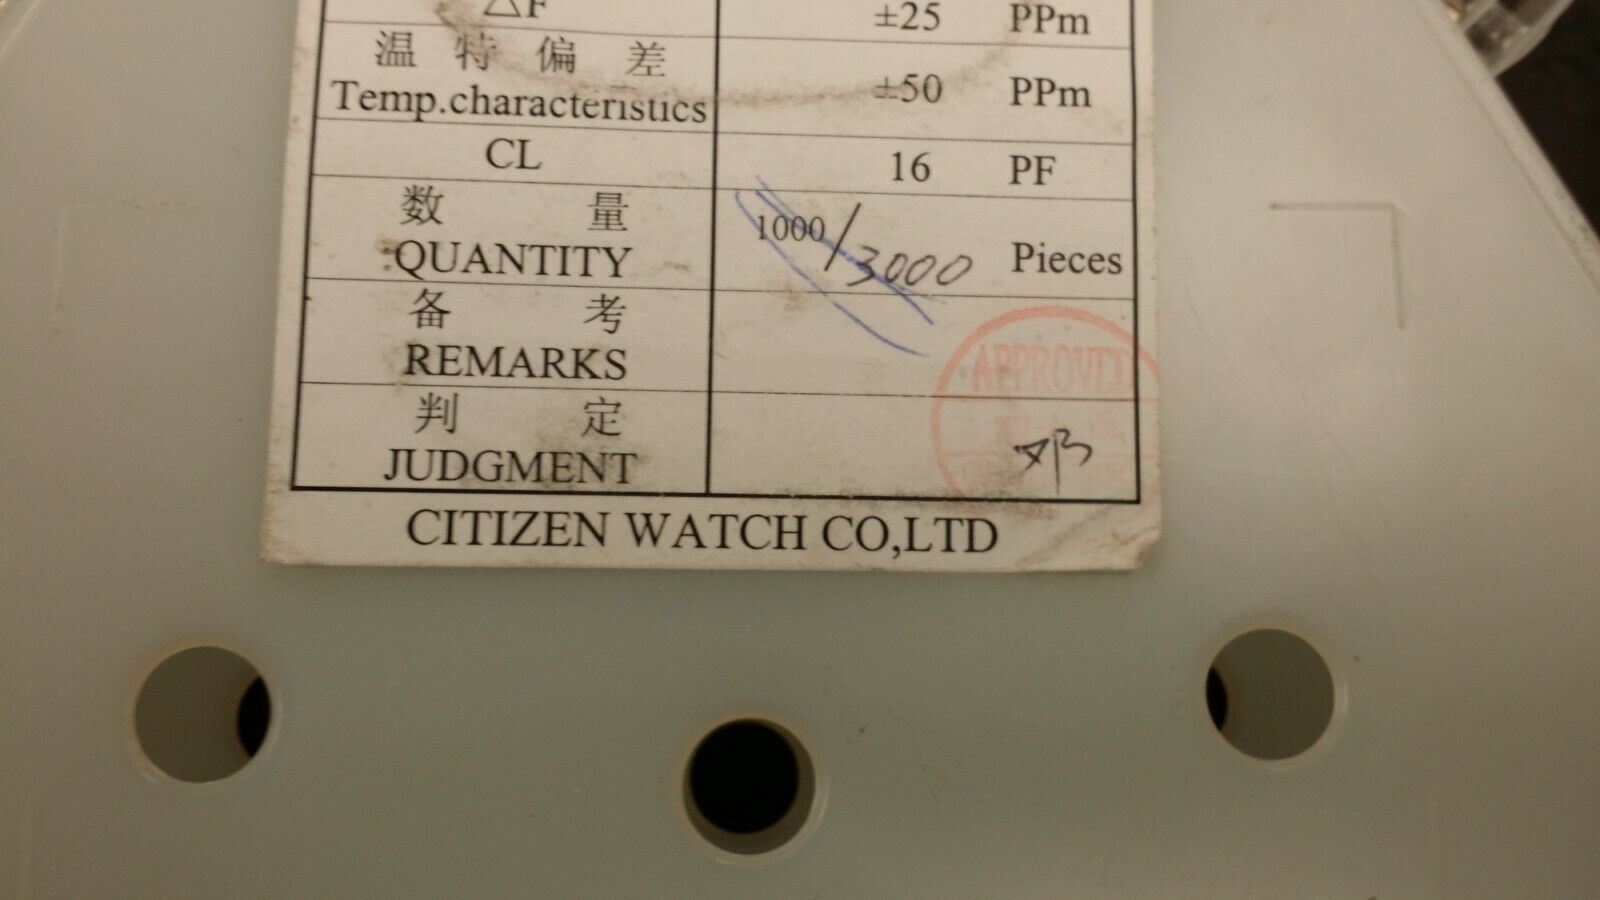 △F ±25 PPm
温特偏差
Temp.characteristics ±50 PPm
CL 16 PF
数量
QUANTITY 1000/3000 Pieces
备考
REMARKS
APPROVED
判定
JUDGMENT
CITIZEN WATCH CO,LTD